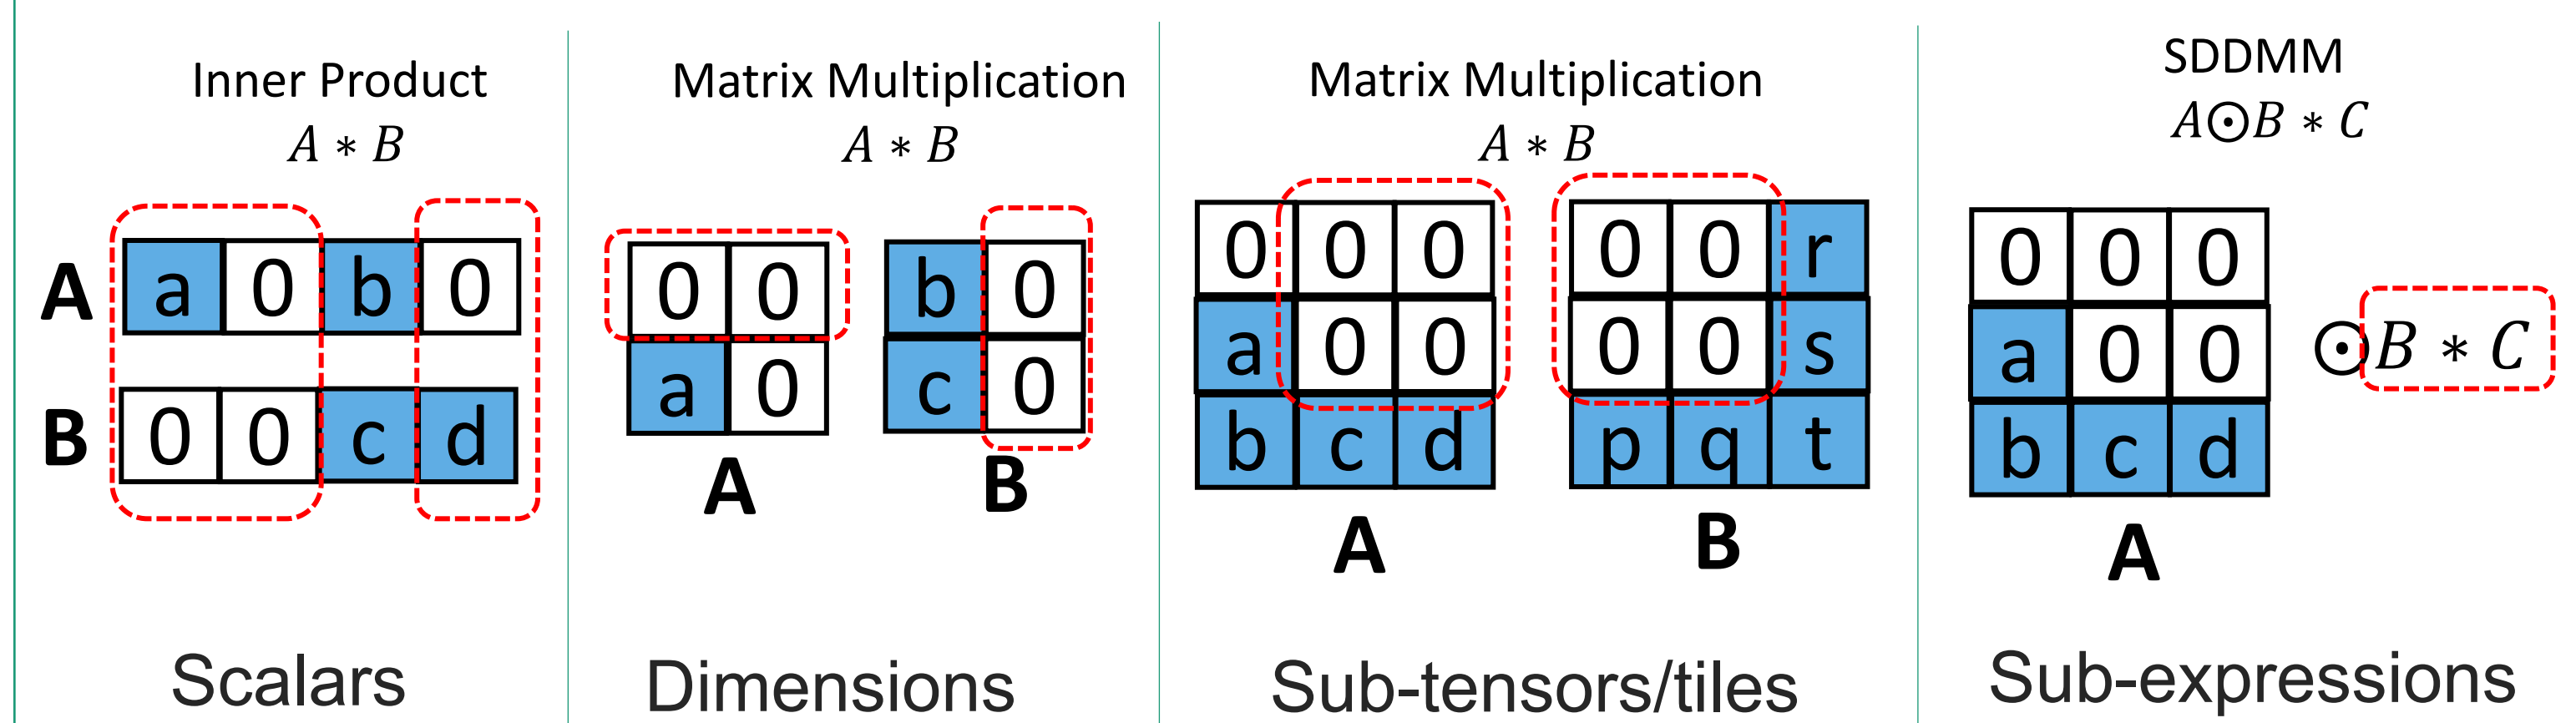 Inner Product
A ∗ B
A a 0 b 0
B 0 0 c d
Scalars
Matrix Multiplication
A ∗ B
0 0 b 0
a 0 c 0
A B
Dimensions
Matrix Multiplication
A ∗ B
0 0 0 0 0 r
a 0 0 0 0 s
b c d p q t
A B
Sub-tensors/tiles
SDDMM
A⊙B ∗ C
0 0 0
a 0 0 ⊙B ∗ C
b c d
A
Sub-expressions